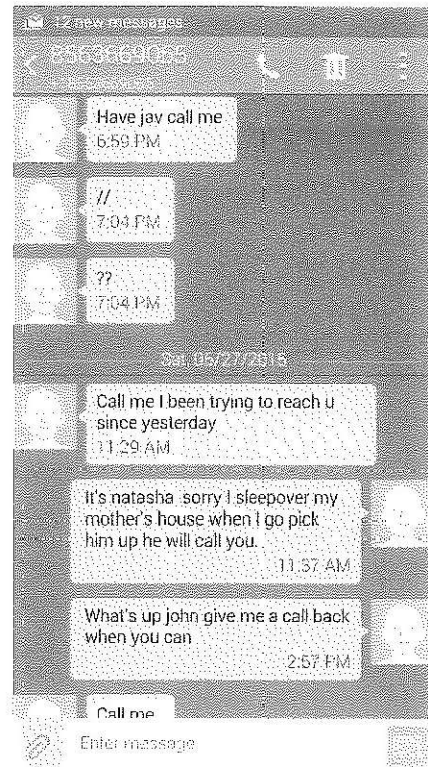 12 new messages
Have jav call me
6:59 PM
//
7:04 PM
??
7:04 PM
Sat, 06/27/2015
Call me I been trying to reach u
since yesterday
11:29 AM
It's natasha sorry I sleepover my
mother's house when I go pick
him up he will call you.
11:37 AM
What's up john give me a call back
when you can
2:57 PM
Call me
Enter message